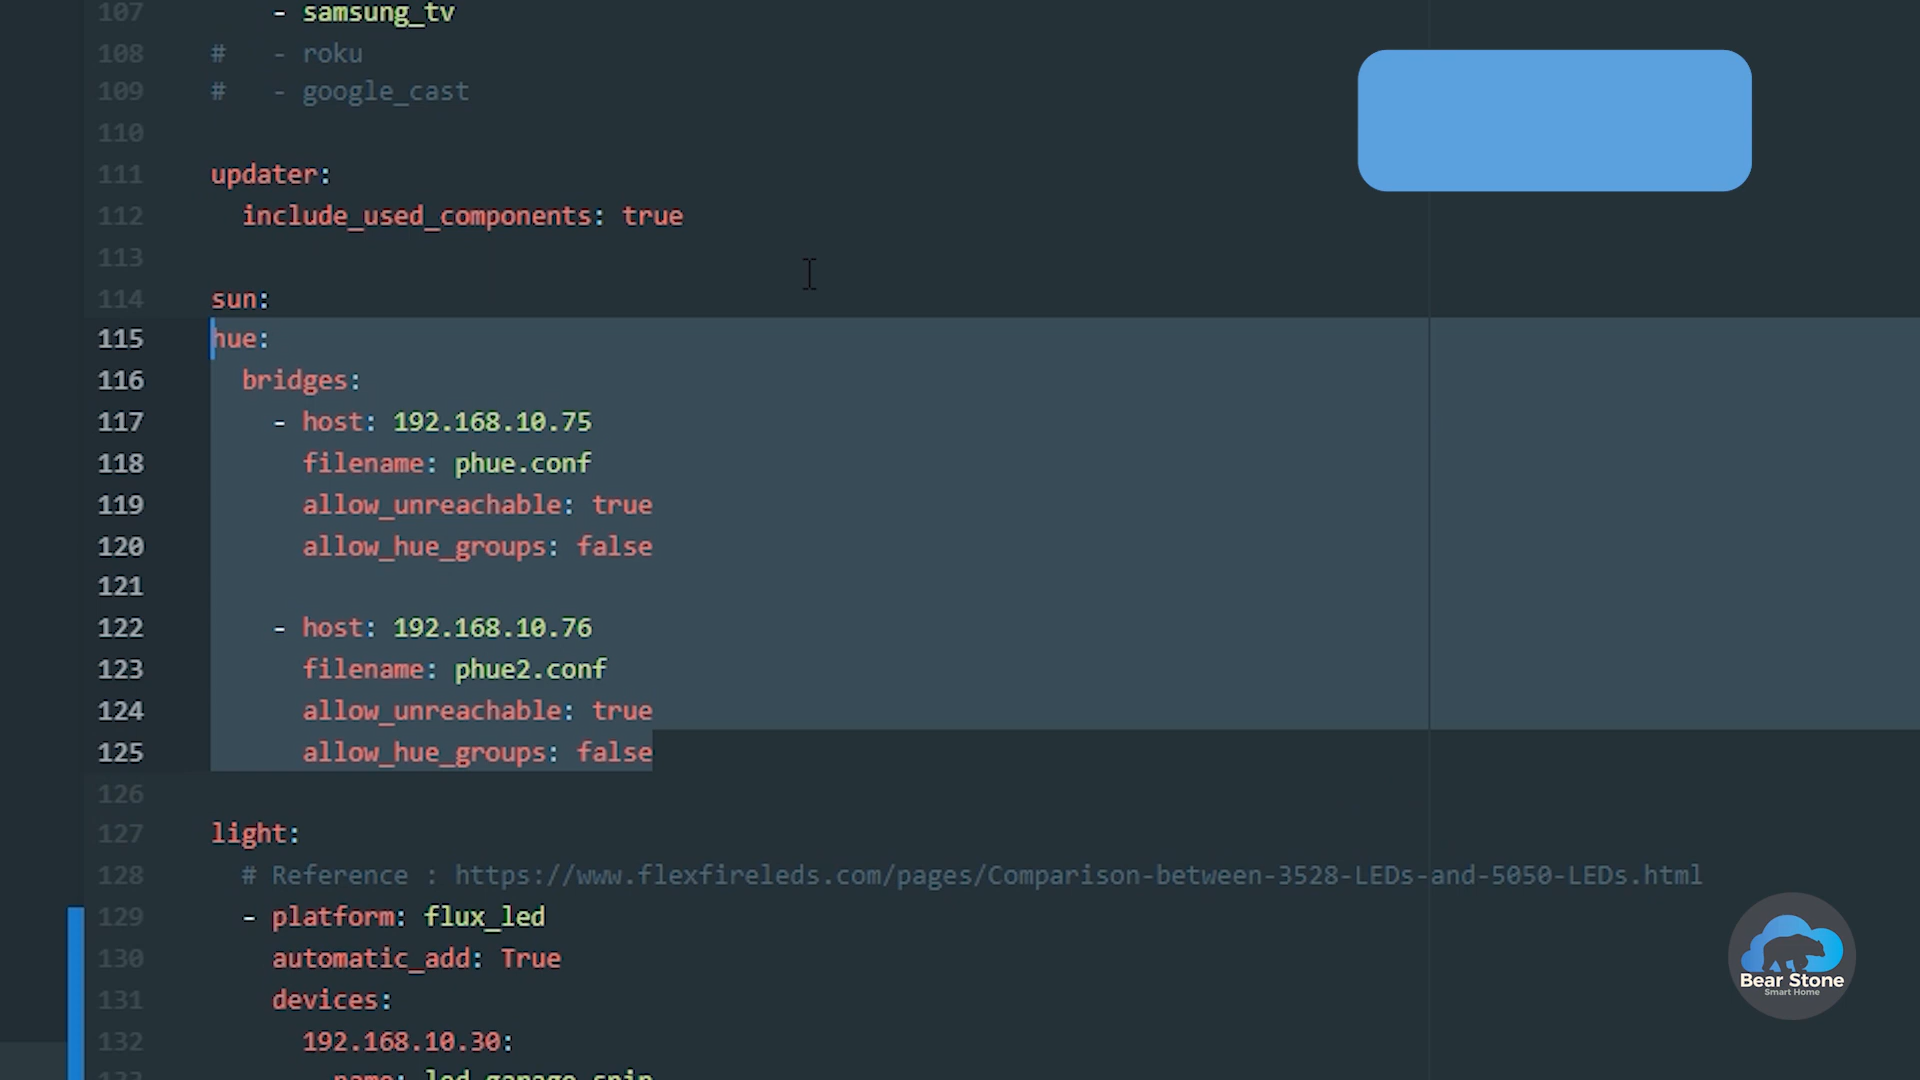 107 - samsung_tv
108 # - roku
109 # - google_cast
110
111 updater:
112 include_used_components: true
113
114 sun:
115 hue:
116 bridges:
117 - host: 192.168.10.75
118 filename: phue.conf
119 allow_unreachable: true
120 allow_hue_groups: false
121
122 - host: 192.168.10.76
123 filename: phue2.conf
124 allow_unreachable: true
125 allow_hue_groups: false
126
127 light:
128 # Reference : https://www.flexfireleds.com/pages/Comparison-between-3528-LEDs-and-5050-LEDs.html
129 - platform: flux_led
130 automatic_add: True
131 devices:
132 192.168.10.30:
name: led_garage_spip
Bear Stone
Smart Home